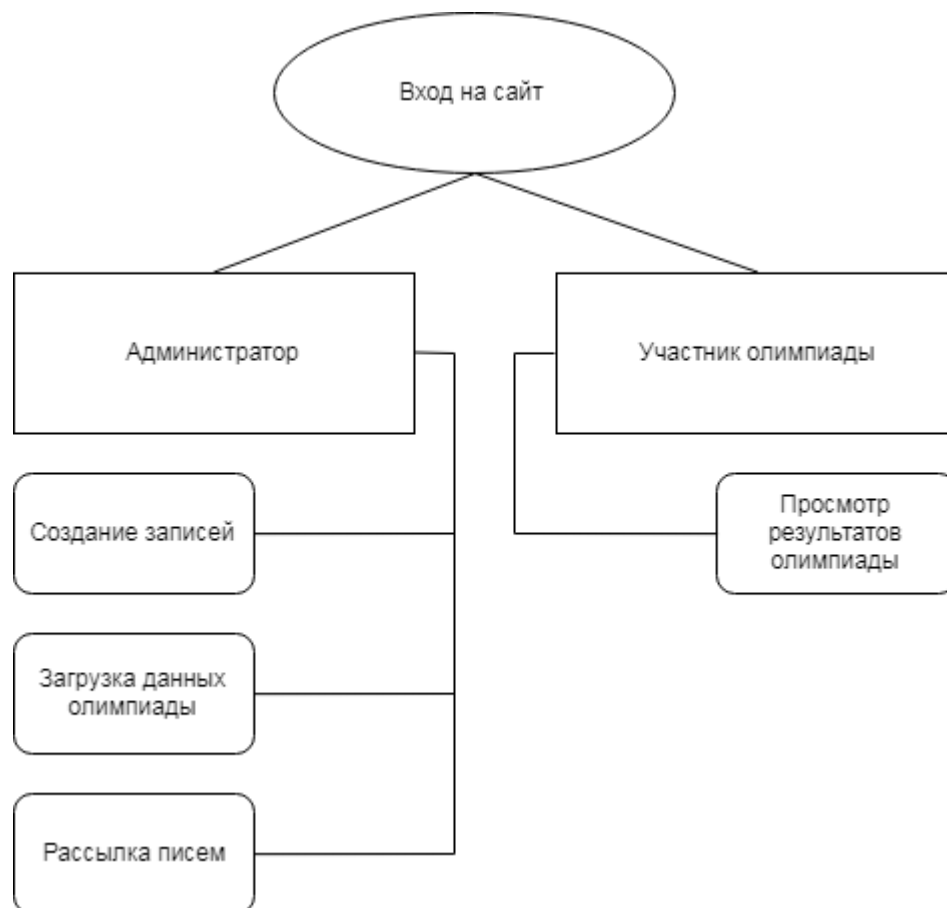 Вход на сайт
Администратор
Участник олимпиады
Создание записей
Просмотр
результатов
олимпиады
Загрузка данных
олимпиады
Рассылка писем